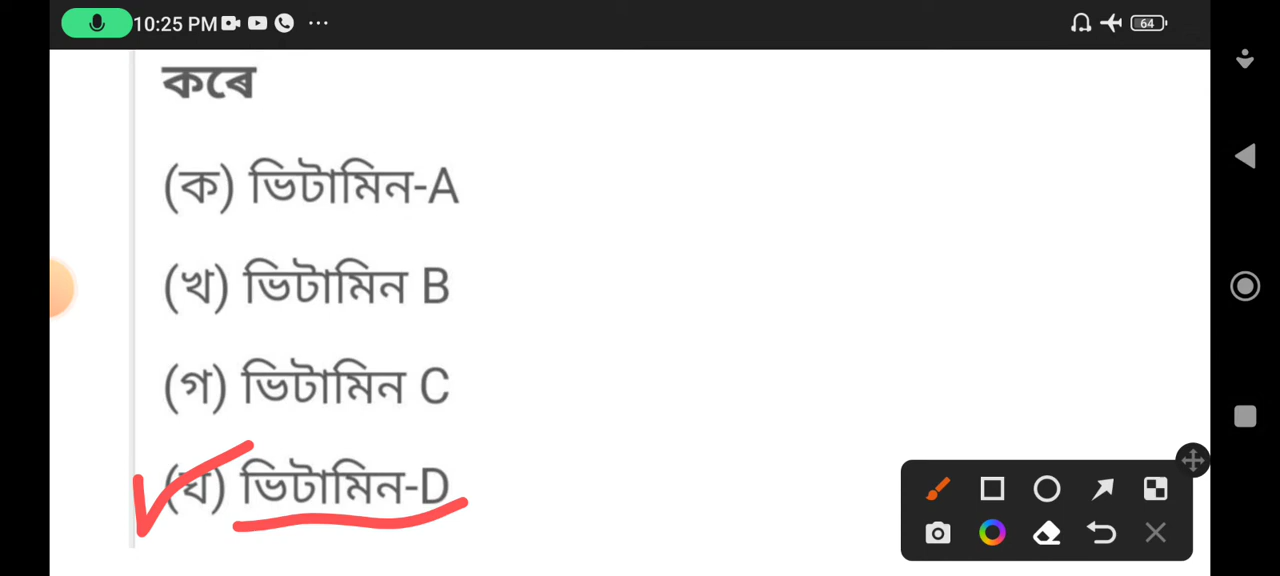 10:25 PM
64
কৰে
(ক) ভিটামিন-A
(খ) ভিটামিন B
(গ) ভিটামিন C
(ঘ) ভিটামিন-D